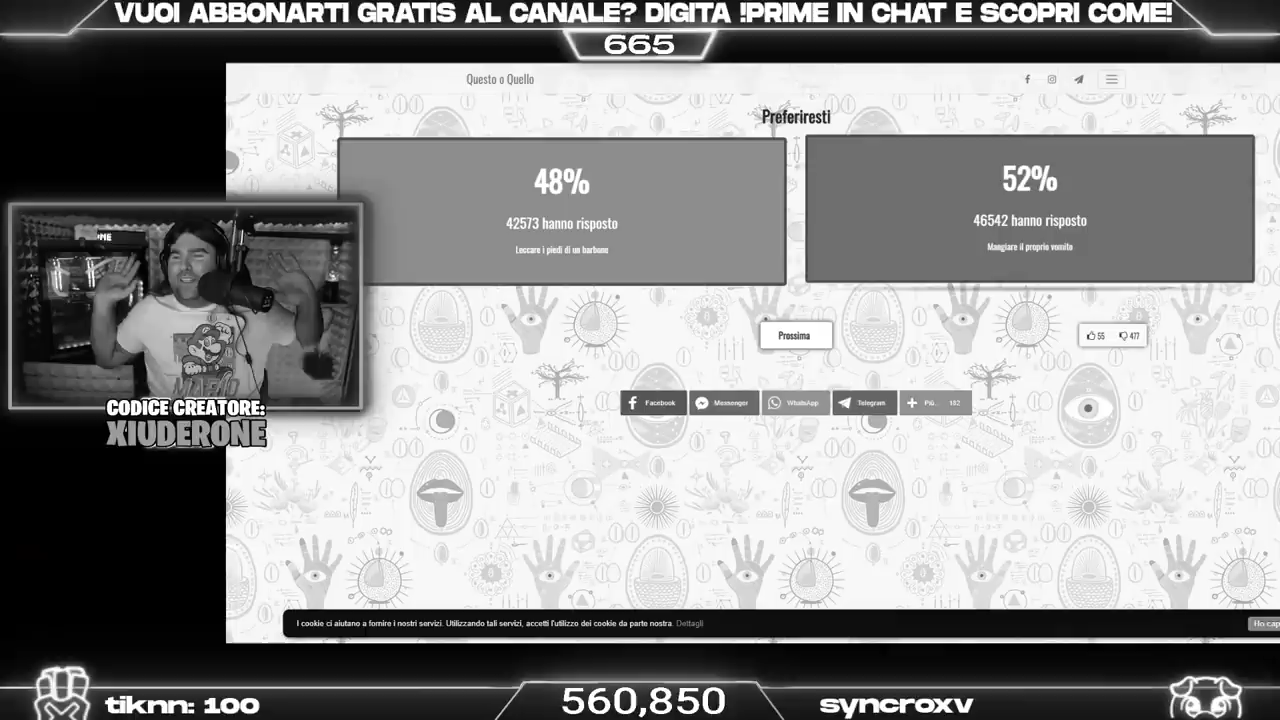 VUOI ABBONARTI GRATIS AL CANALE? DIGITA !PRIME IN CHAT E SCOPRI COME!
665
Questo o Quello
Preferiresti
48%
42573 hanno risposto
Leccare i piedi di un barbone
52%
46542 hanno risposto
Mangiare il proprio vomito
Prossima
55
477
Facebook
Messenger
WhatsApp
Telegram
Più...
182
CODICE CREATORE:
XIUDERONE
I cookie ci aiutano a fornire i nostri servizi. Utilizzando tali servizi, accetti l'utilizzo dei cookie da parte nostra. Dettagli
Ho cap
tiknn: 100
560,850
syncroxv